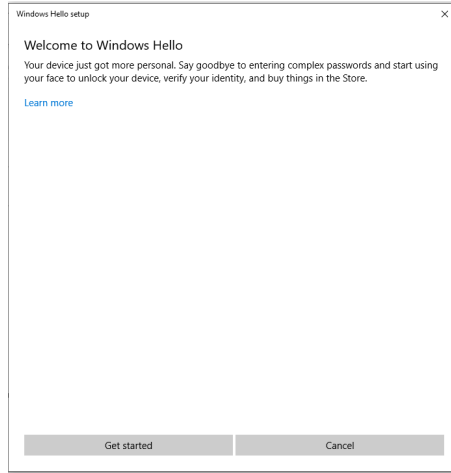 Windows Hello setup
Welcome to Windows Hello
Your device just got more personal. Say goodbye to entering complex passwords and start using
your face to unlock your device, verify your identity, and buy things in the Store.
Learn more
Get started
Cancel